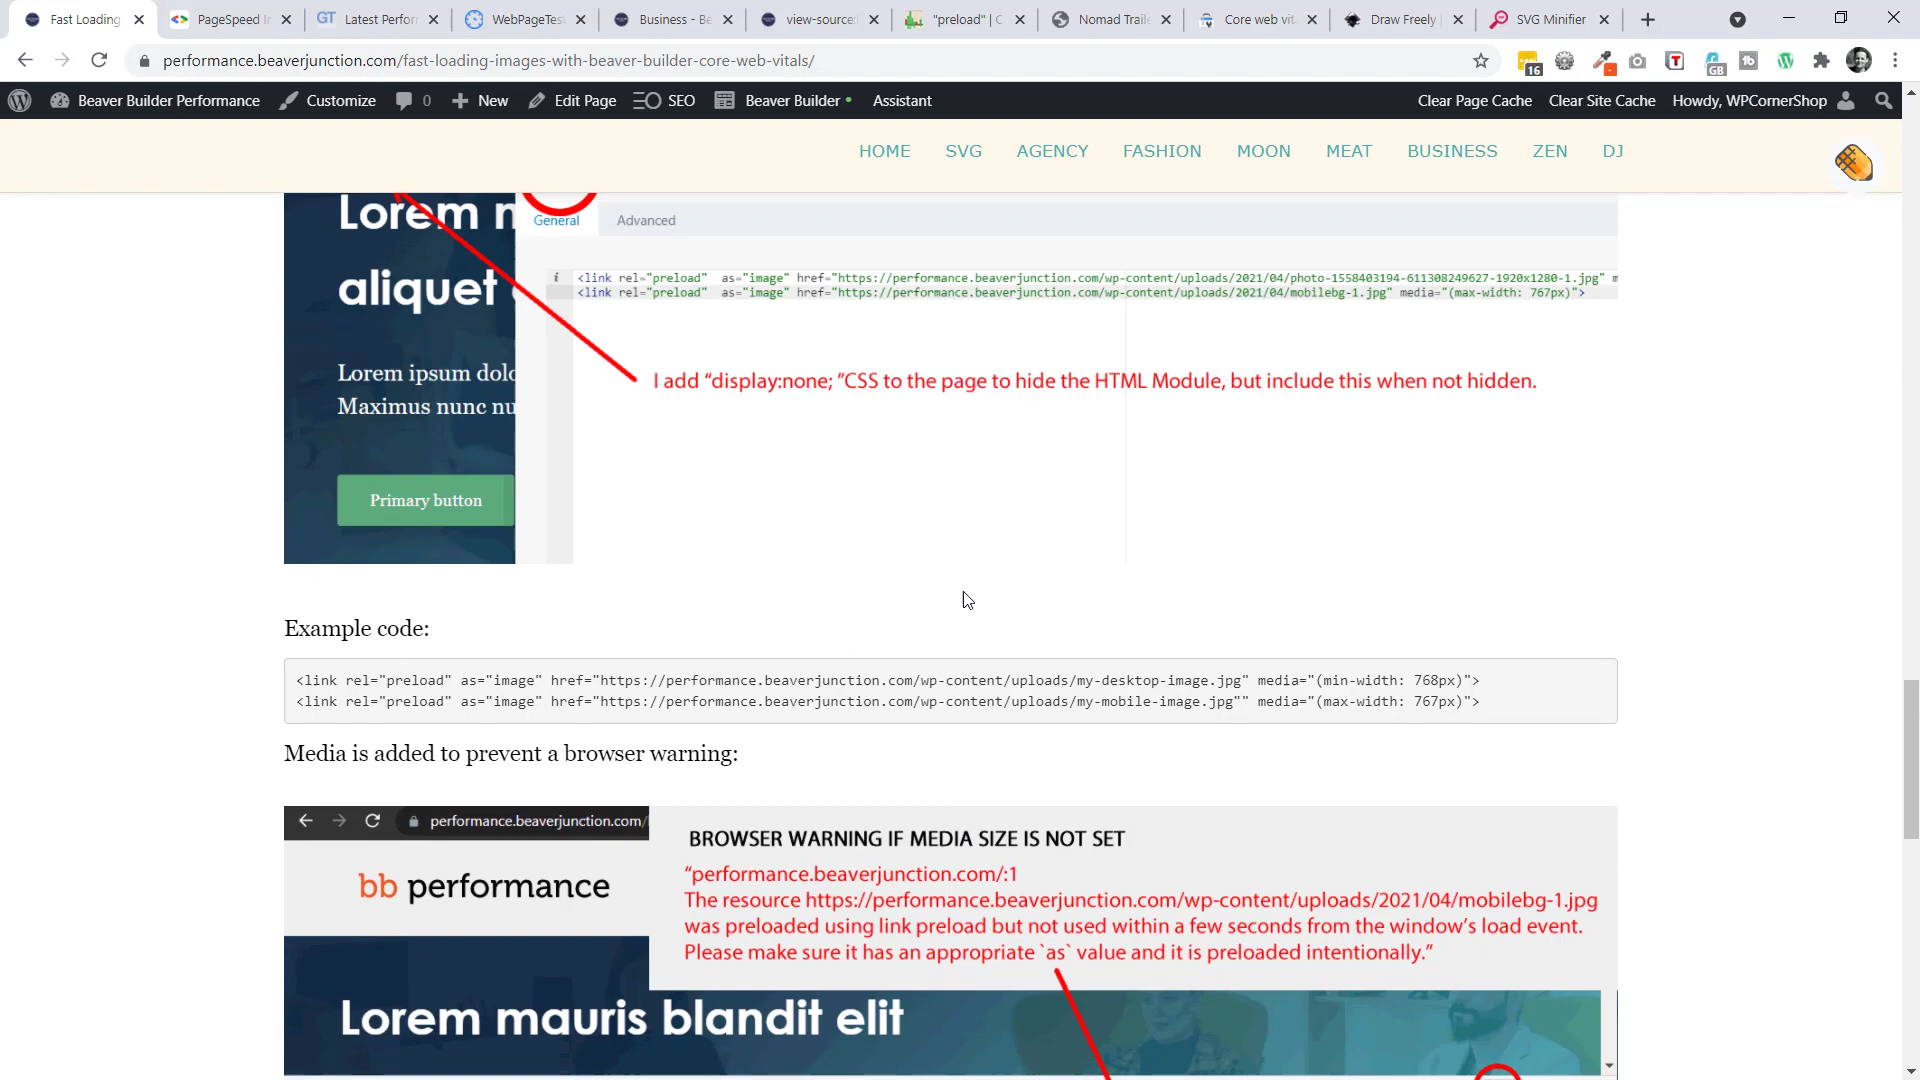 Fast Loading
PageSpeed I
GT Latest Perfor
WebPageTes
Business - Be
view-source:
"preload" | C
Nomad Traile
Core web vit
Draw Freely
SVG Minifier
performance.beaverjunction.com/fast-loading-images-with-beaver-builder-core-web-vitals/
16
T
GB
Beaver Builder Performance Customize 0 New Edit Page SEO Beaver Builder • Assistant Clear Page Cache Clear Site Cache Howdy, WPCornerShop
HOME SVG AGENCY FASHION MOON MEAT BUSINESS ZEN DJ
Lorem m
General Advanced
aliquet
i <link rel="preload" as="image" href="https://performance.beaverjunction.com/wp-content/uploads/2021/04/photo-1558403194-611308249627-1920x1280-1.jpg" m
<link rel="preload" as="image" href="https://performance.beaverjunction.com/wp-content/uploads/2021/04/mobilebg-1.jpg" media="(max-width: 767px)">
I add “display:none; ”CSS to the page to hide the HTML Module, but include this when not hidden.
Lorem ipsum dolo
Maximus nunc nu
Primary button
Example code:
<link rel="preload" as="image" href="https://performance.beaverjunction.com/wp-content/uploads/my-desktop-image.jpg" media="(min-width: 768px)">
<link rel="preload" as="image" href="https://performance.beaverjunction.com/wp-content/uploads/my-mobile-image.jpg"" media="(max-width: 767px)">
Media is added to prevent a browser warning:
performance.beaverjunction.com/
bb performance
BROWSER WARNING IF MEDIA SIZE IS NOT SET
“performance.beaverjunction.com/:1
The resource https://performance.beaverjunction.com/wp-content/uploads/2021/04/mobilebg-1.jpg
was preloaded using link preload but not used within a few seconds from the window’s load event.
Please make sure it has an appropriate `as` value and it is preloaded intentionally.”
Lorem mauris blandit elit